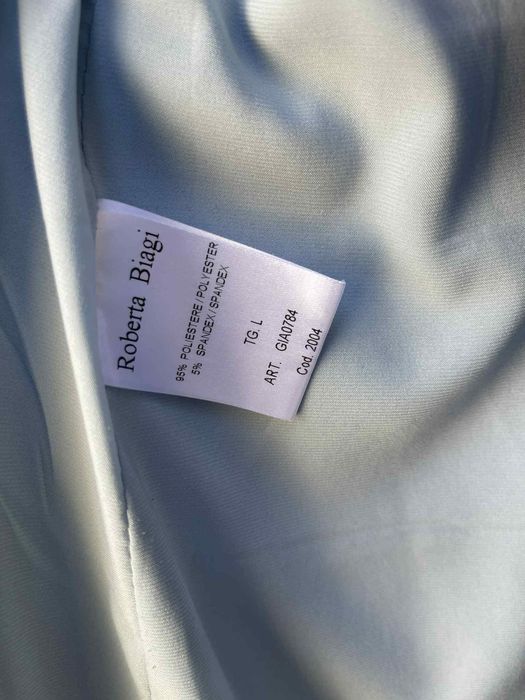 Roberta Biagi
95% POLIESTERE/POLYESTER
5% SPANDEX/SPANDEX
TG. L
ART. GIA0784
Cod. 2004